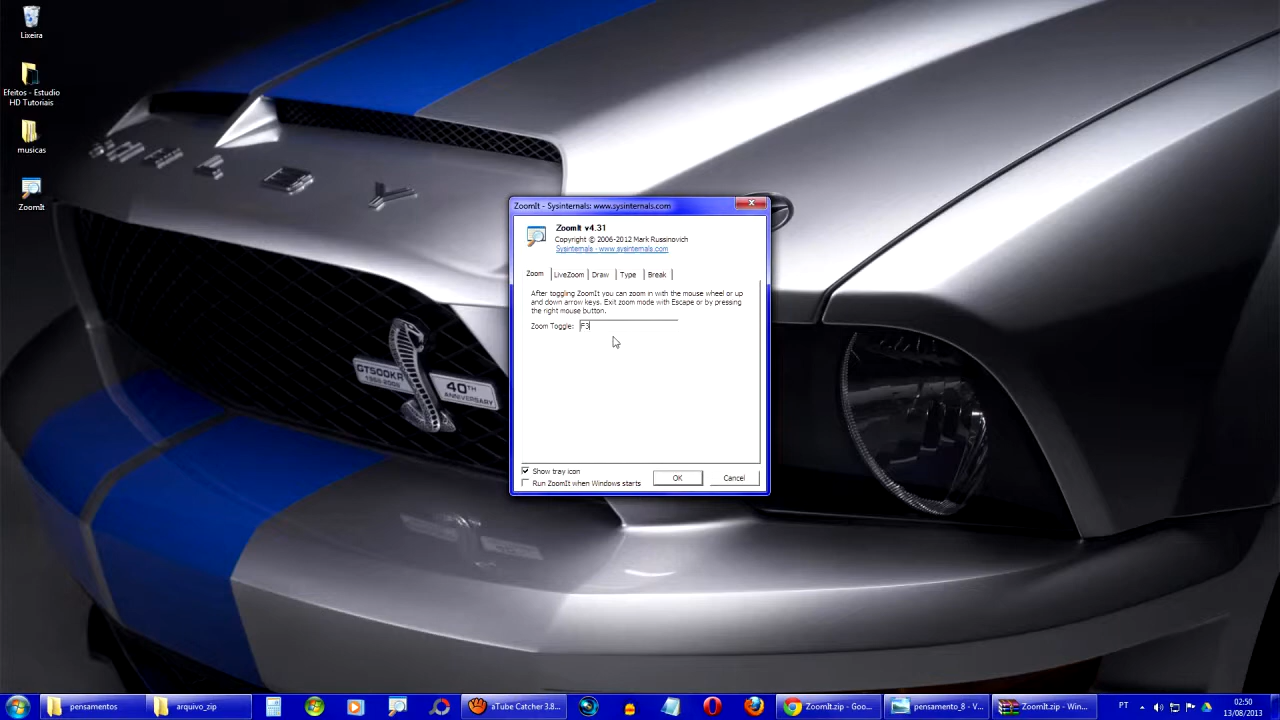 Lixeira
Efeitos - Estudio
HD Tutoriais
musicas
ZoomIt
SHELBY
GT500KR
1968-2008
40TH
ANNIVERSARY
ZoomIt - Sysinternals: www.sysinternals.com
ZoomIt v4.31
Copyright © 2006-2012 Mark Russinovich
Sysinternals - www.sysinternals.com
Zoom
LiveZoom
Draw
Type
Break
After toggling ZoomIt you can zoom in with the mouse wheel or up
and down arrow keys. Exit zoom mode with Escape or by pressing
the right mouse button.
Zoom Toggle: F3
Show tray icon
Run ZoomIt when Windows starts
OK
Cancel
pensamentos
arquivo_zip
aTube Catcher 3.8...
ZoomIt.zip - Goo...
pensamento_8 - V...
ZoomIt.zip - Win...
PT
02:50
13/08/2013